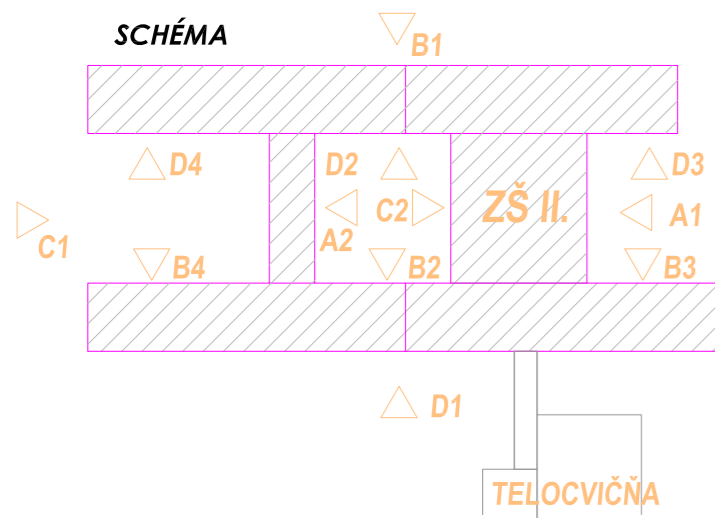 SCHÉMA
B1
D4
D2
D3
C2
ZŠ II.
A1
A2
C1
B4
B2
B3
D1
TELOCVIČŇA